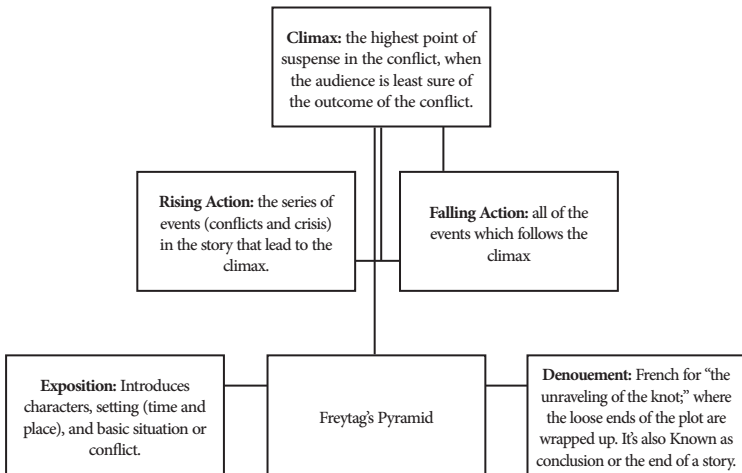 Climax: the highest point of
suspense in the conflict, when
the audience is least sure of
the outcome of the conflict.
Rising Action: the series of
events (conflicts and crisis)
in the story that lead to the
climax.
Falling Action: all of the
events which follows the
climax
Exposition: Introduces
characters, setting (time and
place), and basic situation or
conflict.
Freytag's Pyramid
Denouement: French for “the
unraveling of the knot;” where
the loose ends of the plot are
wrapped up. It's also Known as
conclusion or the end of a story.